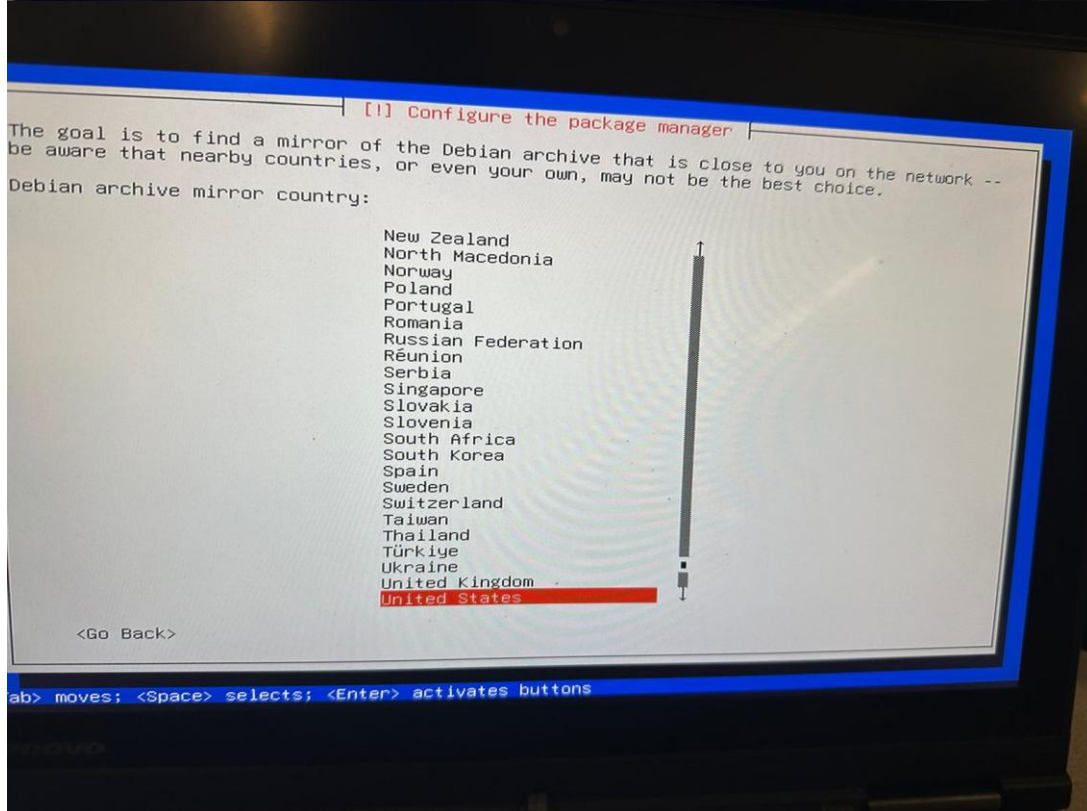 [!] Configure the package manager
The goal is to find a mirror of the Debian archive that is close to you on the network --
be aware that nearby countries, or even your own, may not be the best choice.
Debian archive mirror country:
New Zealand
North Macedonia
Norway
Poland
Portugal
Romania
Russian Federation
Réunion
Serbia
Singapore
Slovakia
Slovenia
South Africa
South Korea
Spain
Sweden
Switzerland
Taiwan
Thailand
Türkiye
Ukraine
United Kingdom
United States
<Go Back>
ab> moves; <Space> selects; <Enter> activates buttons